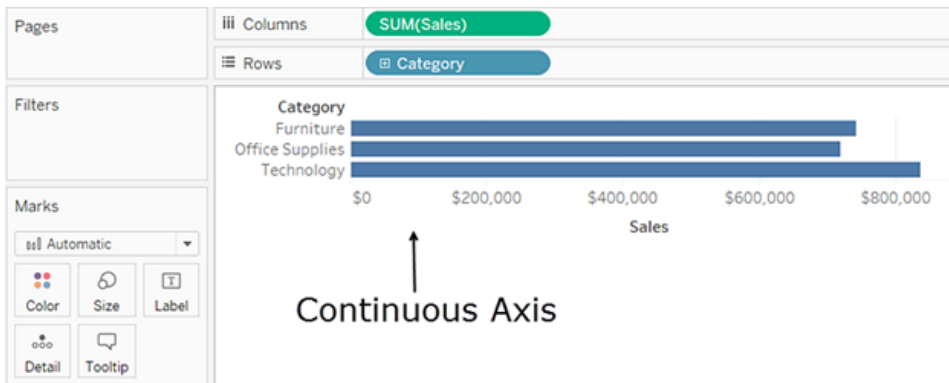 Pages
iii Columns
SUM(Sales)
Rows
Category
Filters
Category
Furniture
Office Supplies
Technology
$0 $200,000 $400,000 $600,000 $800,000
Sales
Marks
Automatic
Color Size Label
Detail Tooltip
Continuous Axis